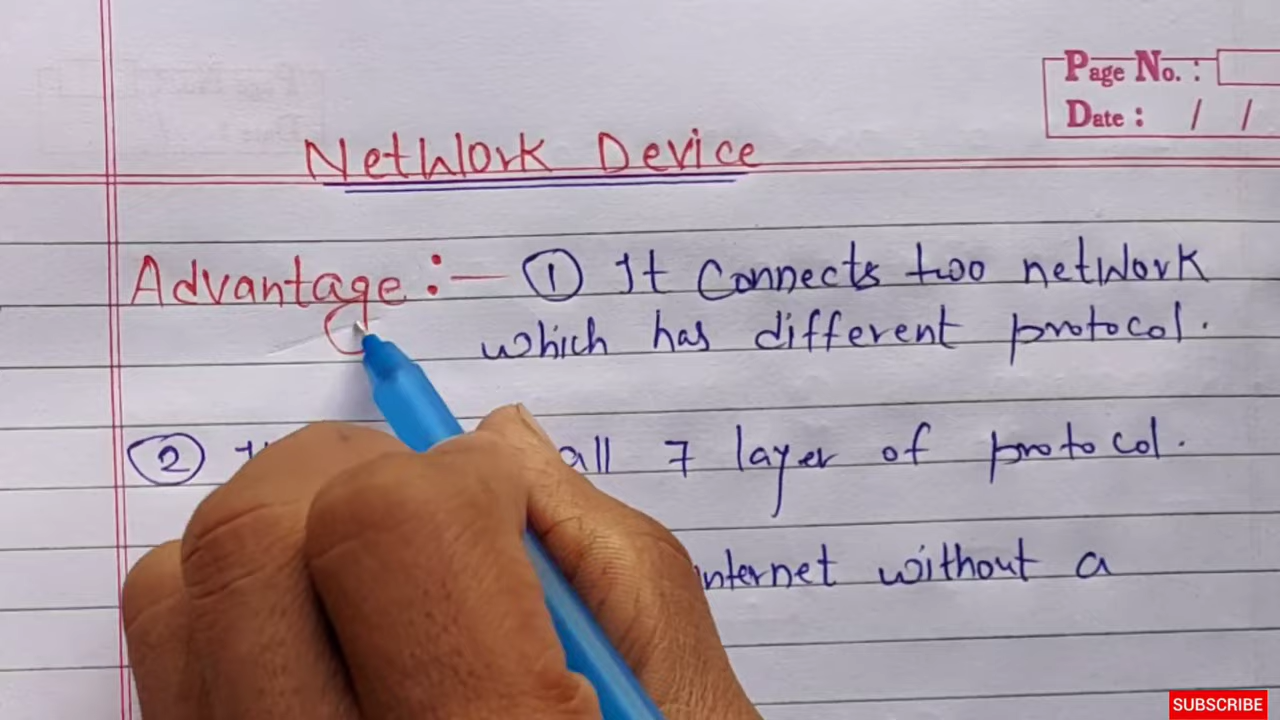 Page No. :
Date : / /
Network Device
Advantage :— ① It connects two network
which has different protocol.
② all 7 layer of protocol.
internet without a
SUBSCRIBE